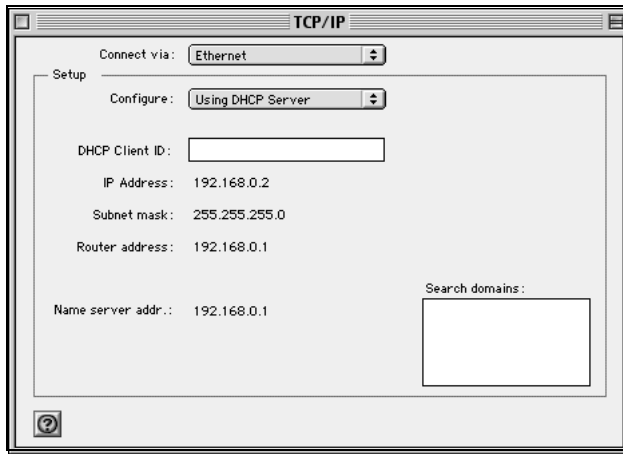 TCP/IP
Connect via: Ethernet
Setup
Configure: Using DHCP Server
DHCP Client ID:
IP Address: 192.168.0.2
Subnet mask: 255.255.255.0
Router address: 192.168.0.1
Search domains:
Name server addr.: 192.168.0.1
?